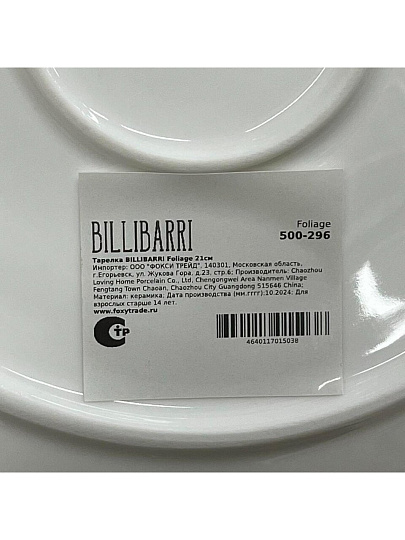 BILLIBARRI
Foliage
500-296
Тарелка BILLIBARRI Foliage 21см
Импортер: ООО "ФОКСИ ТРЕЙД", 140301, Московская область,
г.Егорьевск, ул. Жукова Гора, д.23, стр.6; Производитель: Chaozhou
Loving Home Porcelain Co., Ltd, Chengongwei Area Nanmen Village
Fengtang Town Chaoan, Chaozhou City Guangdong 515646 China;
Материал: керамика; Дата производства (мм.гггг).10.2024; Для
взрослых старше 14 лет.
www.foxytrade.ru
СТР
4640117015038